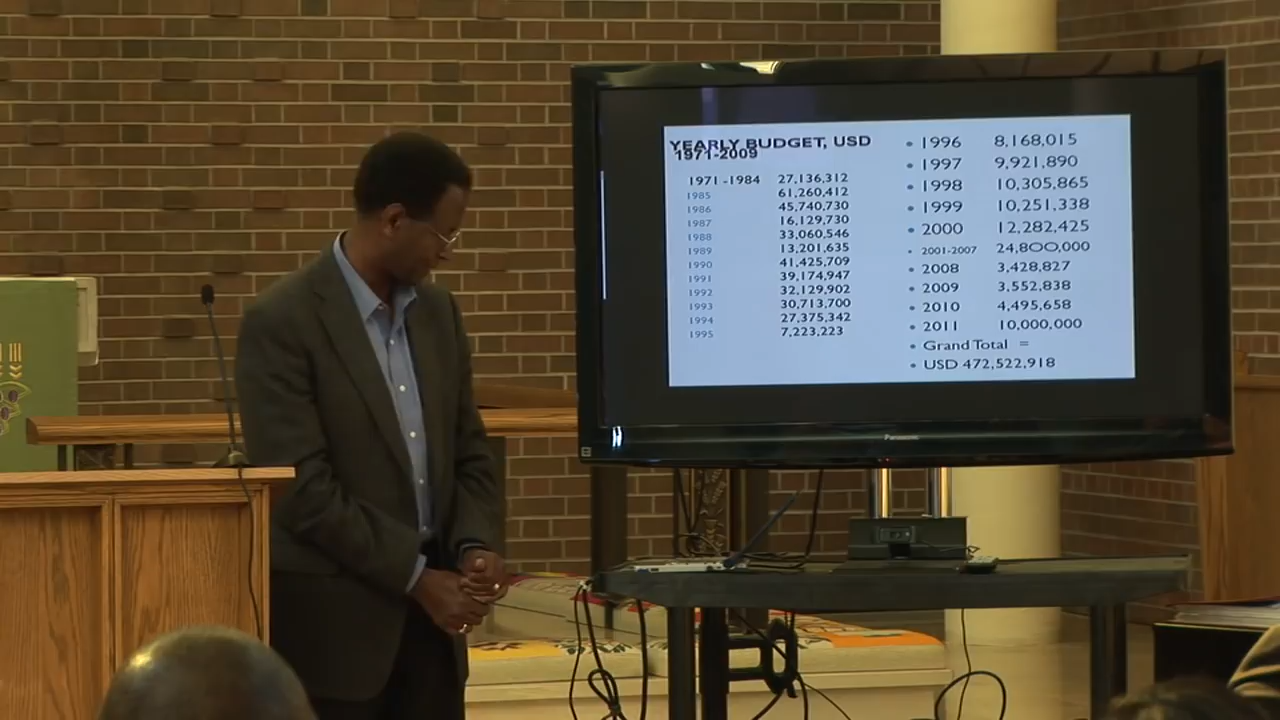 YEARLY BUDGET, USD
1971-2009
1971 -1984 27,136,312
1985 61,260,412
1986 45,740,730
1987 16,129,730
1988 33,060,546
1989 13,201,635
1990 41,425,709
1991 39,174,947
1992 32,129,902
1993 30,713,700
1994 27,375,342
1995 7,223,223
• 1996 8,168,015
• 1997 9,921,890
• 1998 10,305,865
• 1999 10,251,338
• 2000 12,282,425
• 2001-2007 24,800,000
• 2008 3,428,827
• 2009 3,552,838
• 2010 4,495,658
• 2011 10,000,000
• Grand Total =
• USD 472,522,918
Panasonic